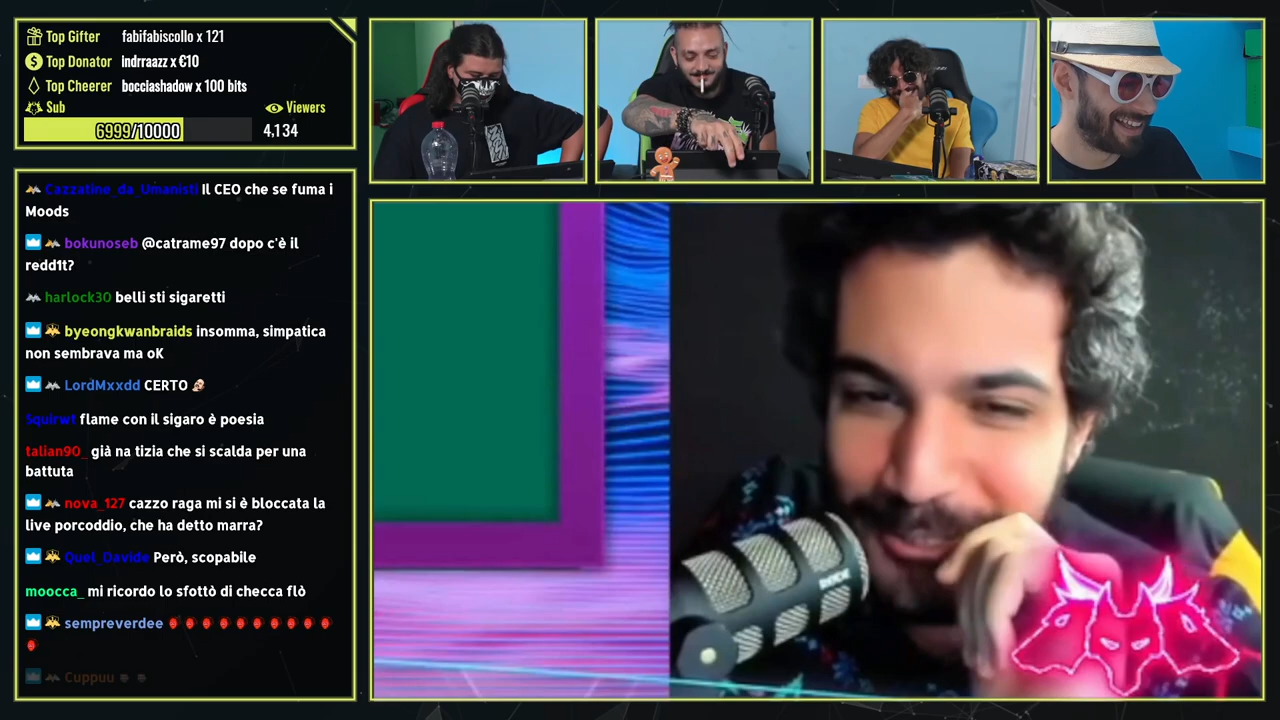 Top Gifter fabifabiscollo x 121
Top Donator indrraazz x €10
Top Cheerer bocciashadow x 100 bits
Sub Viewers
6999/10000 4,134
Cazzatine_da_Umanisti Il CEO che se fuma i
Moods
bokunoseb @catrame97 dopo c'è il
redd1t?
harlock30 belli sti sigaretti
byeongkwanbraids insomma, simpatica
non sembrava ma oK
LordMxxdd CERTO
Squirwt flame con il sigaro è poesia
talian90_ già na tizia che si scalda per una
battuta
nova_127 cazzo raga mi si è bloccata la
live porcoddio, che ha detto marra?
Quel_Davide Però, scopabile
moocca_ mi ricordo lo sfottò di checca flò
sempreverdee
Cuppuu
RØDE